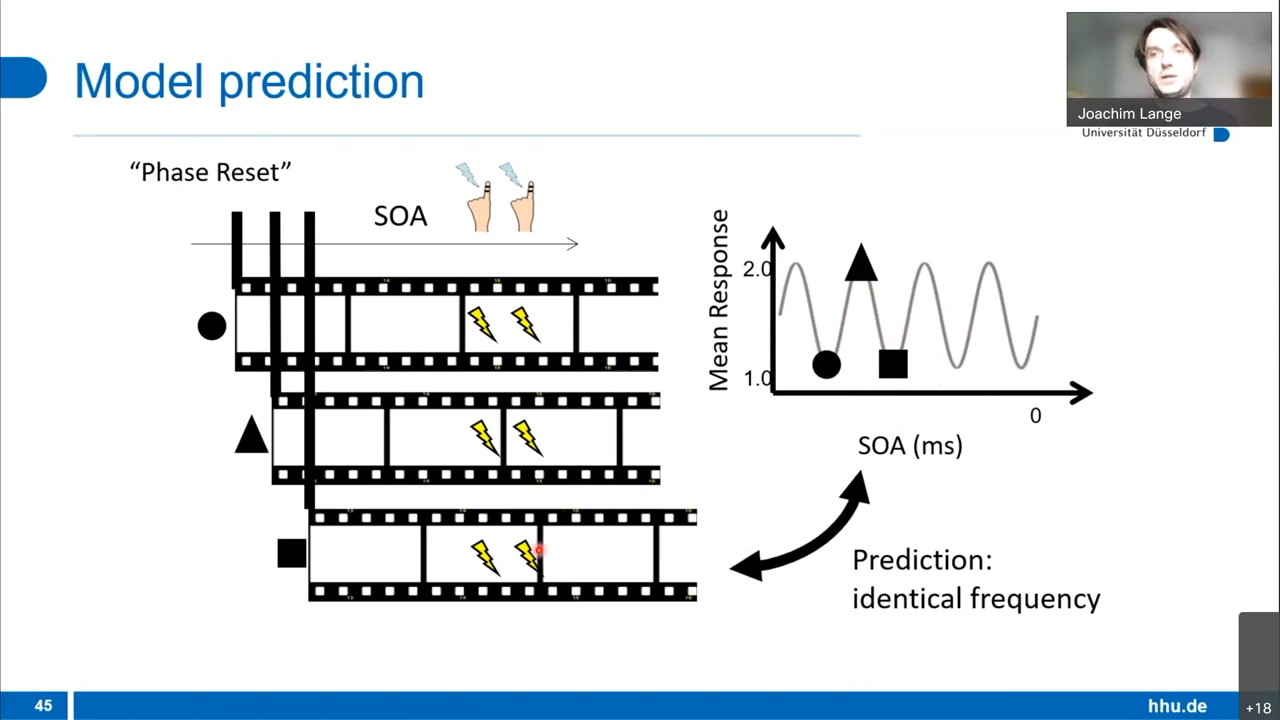 Model prediction
Joachim Lange
Universität Düsseldorf
“Phase Reset”
SOA
Mean Response
2.0
1.0
0
SOA (ms)
Prediction:
identical frequency
45
hhu.de
+18